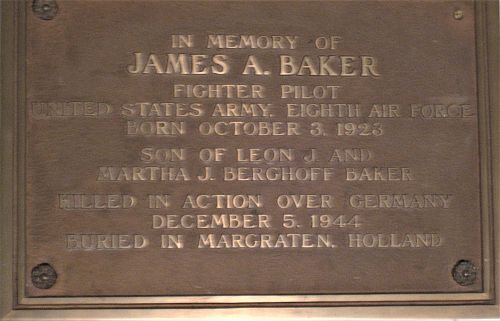 IN MEMORY OF
JAMES A. BAKER
FIGHTER PILOT
UNITED STATES ARMY, EIGHTH AIR FORCE
BORN OCTOBER 3, 1923
SON OF LEON J. AND
MARTHA J. BERGHOFF BAKER
KILLED IN ACTION OVER GERMANY
DECEMBER 5, 1944
BURIED IN MARGRATEN, HOLLAND